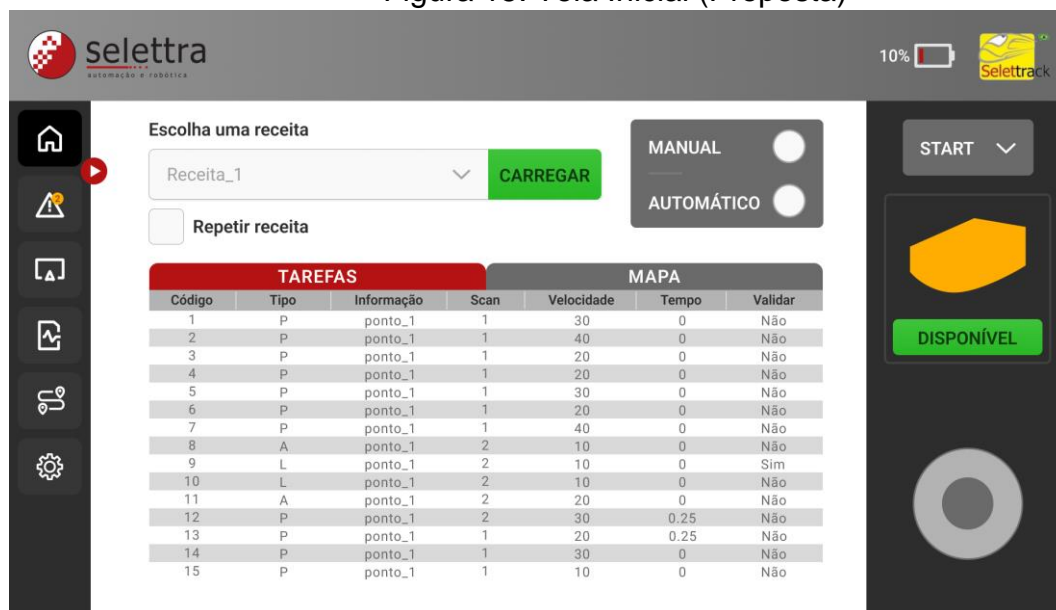 Figura 18: Tela Inicial (Proposta)
selettra
automação e robótica
10%
Selettrack
Escolha uma receita
Receita_1
CARREGAR
Repetir receita
MANUAL
AUTOMÁTICO
START
2
TAREFAS MAPA
Código Tipo Informação Scan Velocidade Tempo Validar
1 P ponto_1 1 30 0 Não
2 P ponto_1 1 40 0 Não
3 P ponto_1 1 20 0 Não
4 P ponto_1 1 20 0 Não
5 P ponto_1 1 30 0 Não
6 P ponto_1 1 20 0 Não
7 P ponto_1 1 40 0 Não
8 A ponto_1 2 10 0 Não
9 L ponto_1 2 10 0 Sim
10 L ponto_1 2 10 0 Não
11 A ponto_1 2 20 0 Não
12 P ponto_1 2 30 0.25 Não
13 P ponto_1 1 20 0.25 Não
14 P ponto_1 1 30 0 Não
15 P ponto_1 1 10 0 Não
DISPONÍVEL